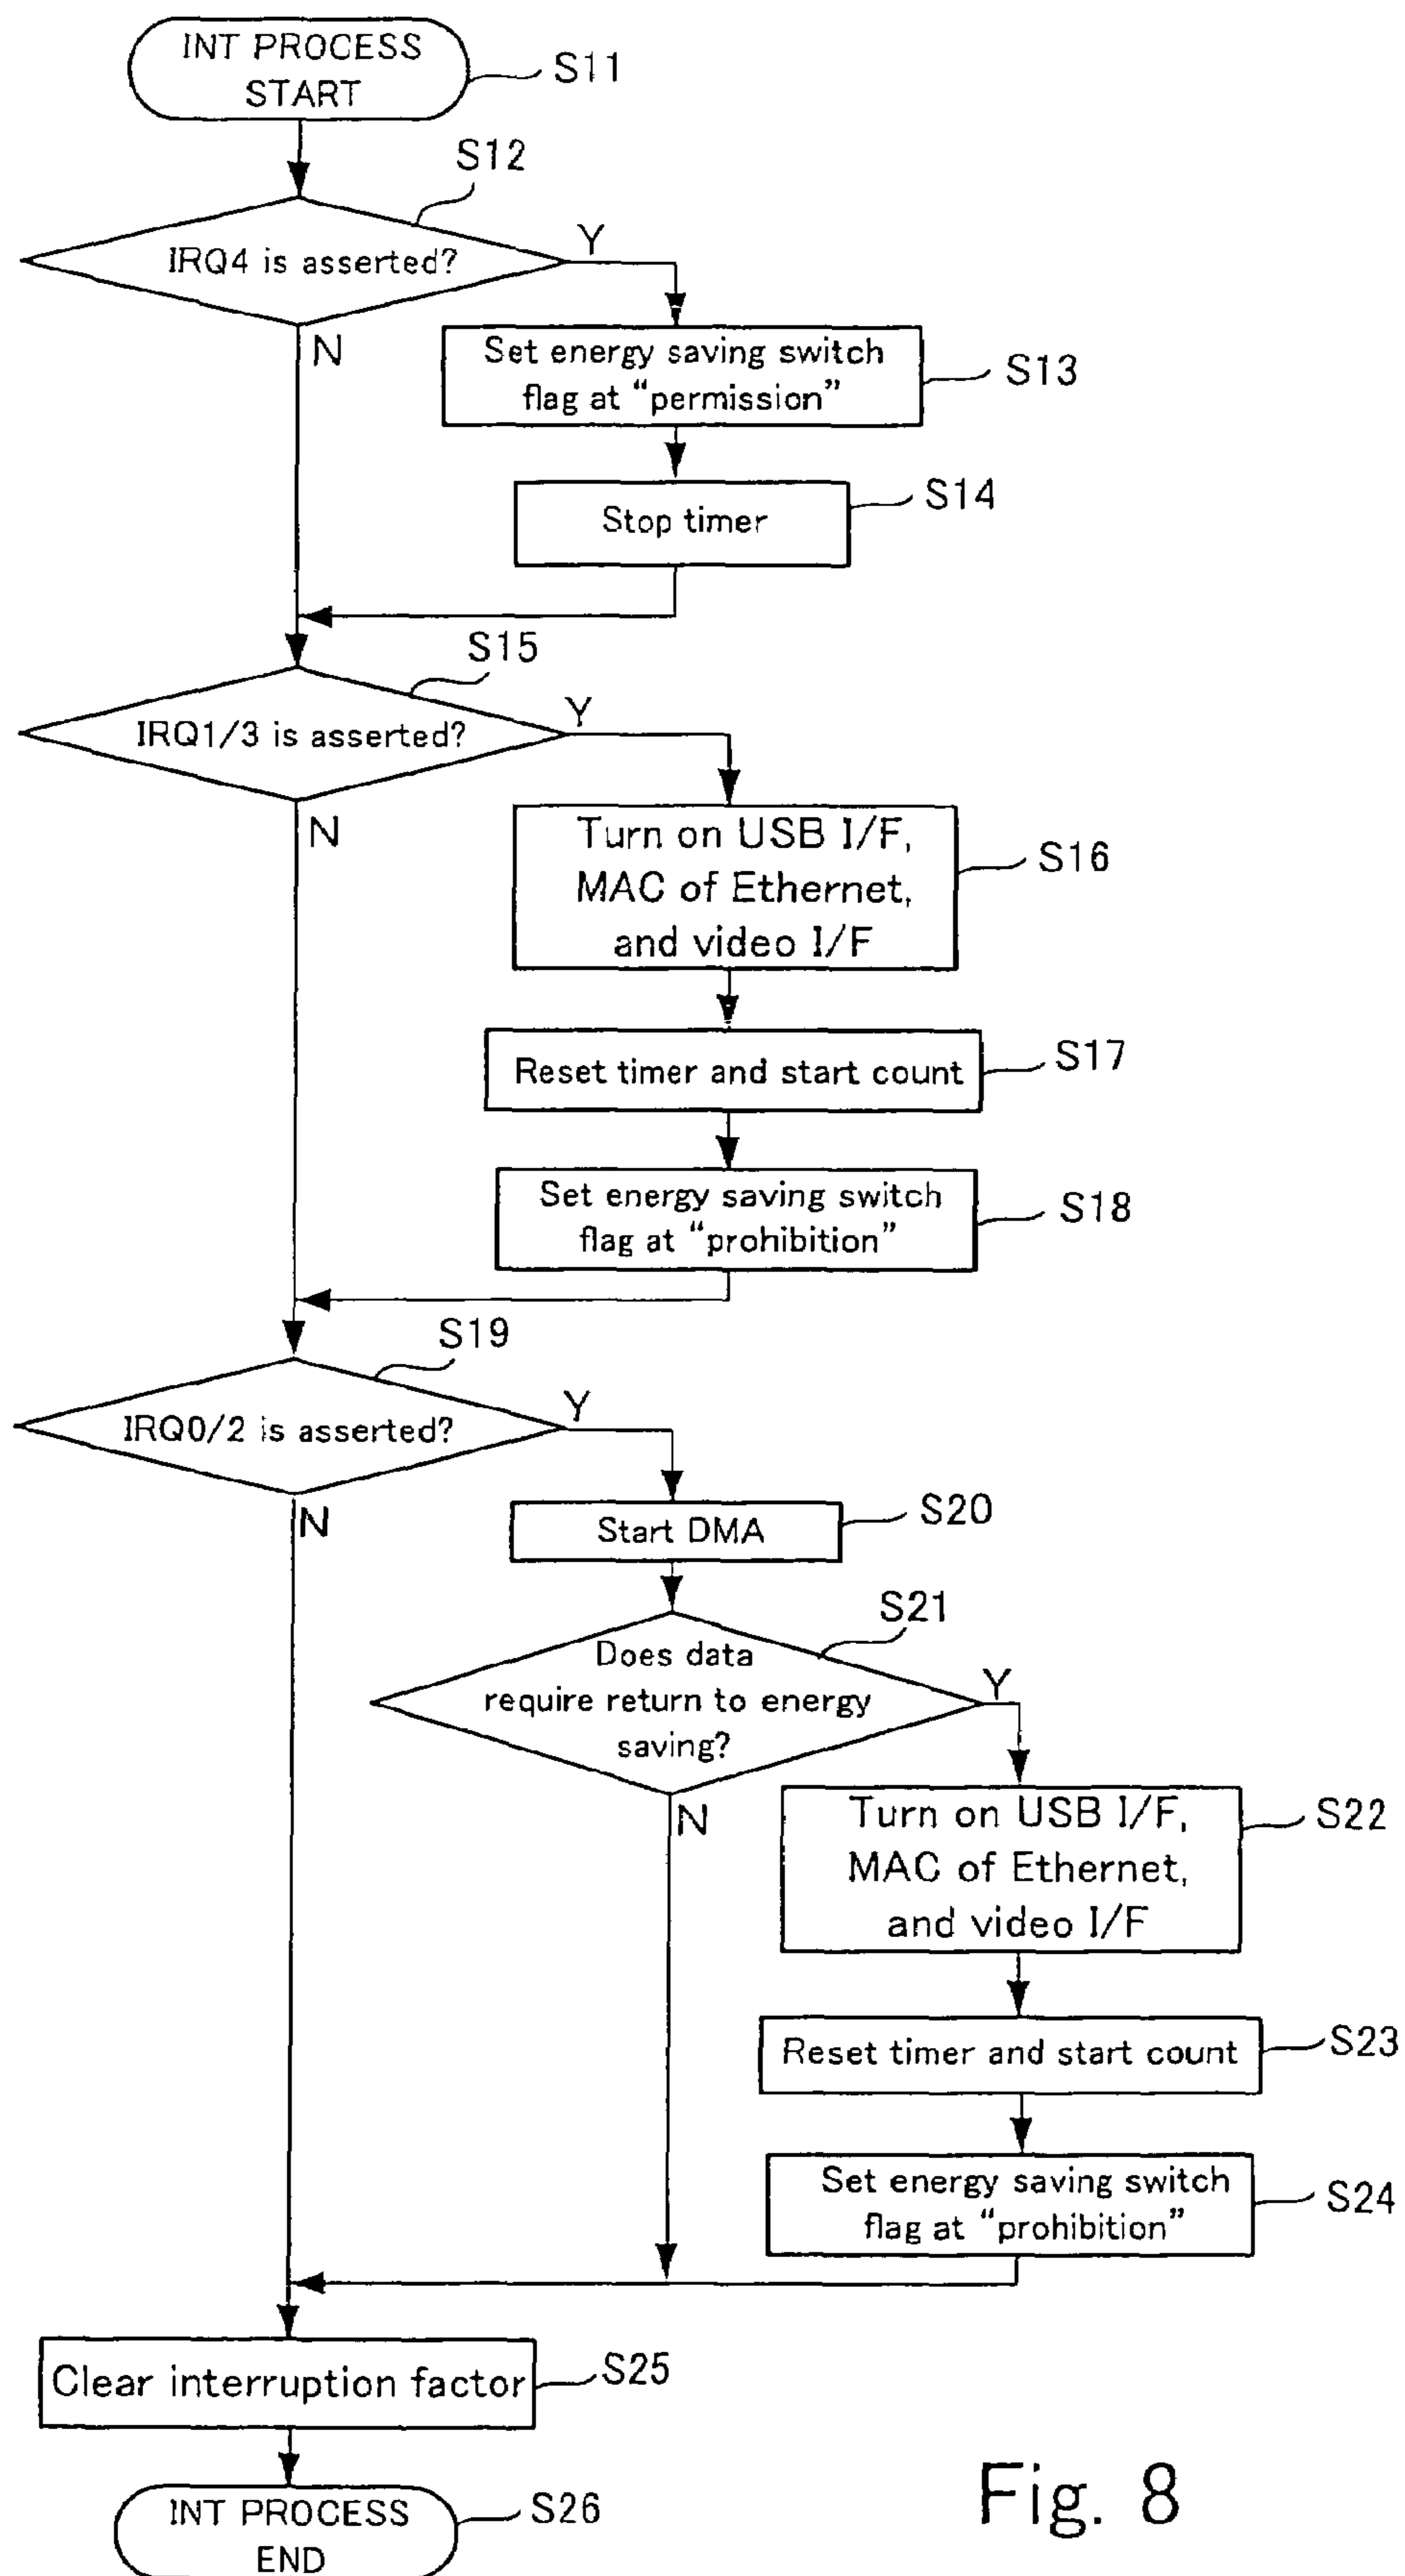 INT PROCESS
START
S11
S12
IRQ4 is asserted?
Y
N
Set energy saving switch
flag at “permission”
S13
Stop timer
S14
S15
IRQ1/3 is asserted?
Y
N
Turn on USB I/F,
MAC of Ethernet,
and video I/F
S16
Reset timer and start count
S17
Set energy saving switch
flag at “prohibition”
S18
S19
IRQ0/2 is asserted?
Y
N
Start DMA
S20
S21
Does data
require return to energy
saving?
Y
N
Turn on USB I/F,
MAC of Ethernet,
and video I/F
S22
Reset timer and start count
S23
Set energy saving switch
flag at “prohibition”
S24
Clear interruption factor
S25
INT PROCESS
END
S26
Fig. 8